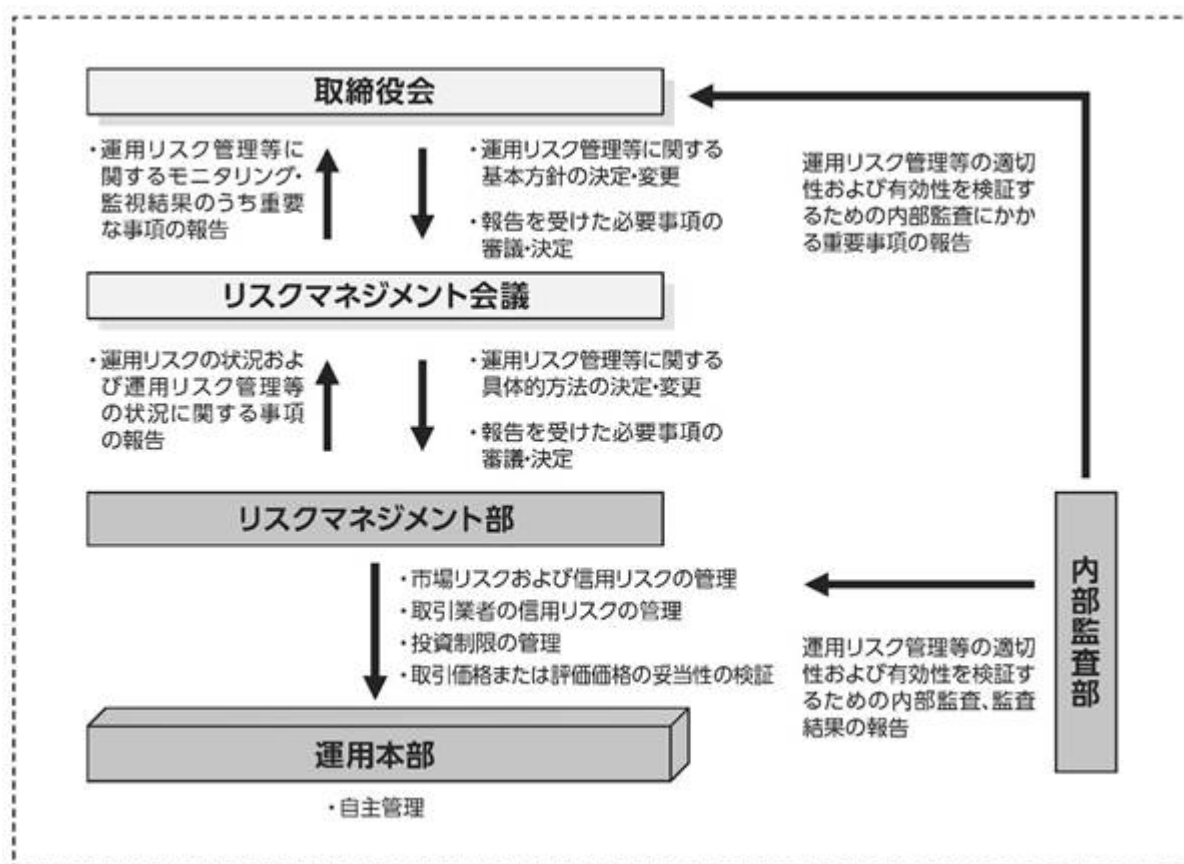 取締役会
・運用リスク管理等に
関するモニタリング・
監視結果のうち重要
な事項の報告
・運用リスク管理等に関する
基本方針の決定・変更
・報告を受けた必要事項の
審議・決定
運用リスク管理等の適切
性および有効性を検証す
るための内部監査にかか
る重要事項の報告
リスクマネジメント会議
・運用リスクの状況およ
び運用リスク管理等
の状況に関する事項
の報告
・運用リスク管理等に関する
具体的方法の決定・変更
・報告を受けた必要事項の
審議・決定
リスクマネジメント部
・市場リスクおよび信用リスクの管理
・取引業者の信用リスクの管理
・投資制限の管理
・取引価格または評価価格の妥当性の検証
運用リスク管理等の適切
性および有効性を検証す
るための内部監査、監査
結果の報告
内部監査部
運用本部
・自主管理